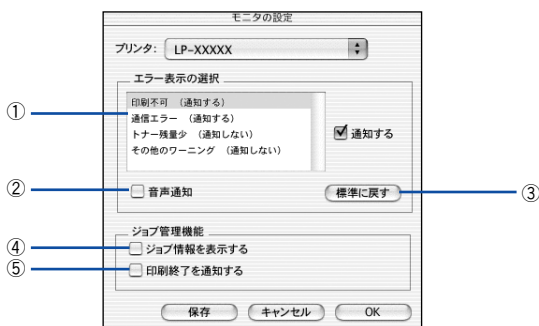 モニタの設定
プリンタ: LP-XXXXX
エラー表示の選択
① 印刷不可 (通知する)
通信エラー (通知する)
トナー残量少 (通知しない)
その他のワーニング (通知しない)
通知する
② 音声通知
標準に戻す ③
ジョブ管理機能
④ ジョブ情報を表示する
⑤ 印刷終了を通知する
保存 キャンセル OK